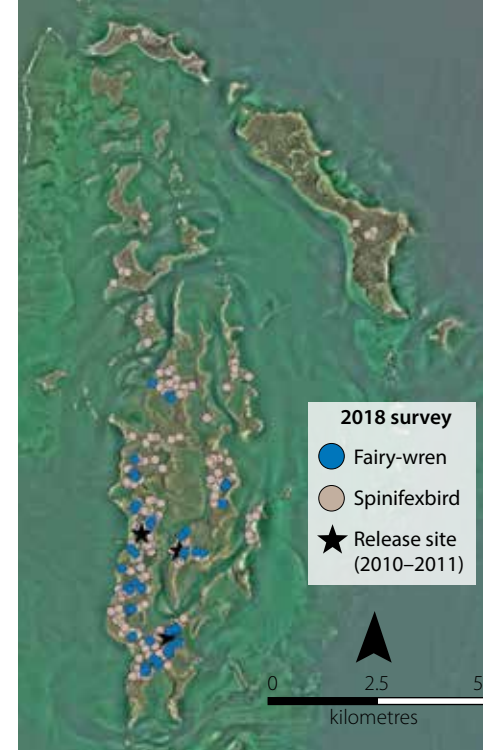 2018 survey
Fairy-wren
Spinifexbird
Release site
(2010–2011)
0 2.5 5
kilometres